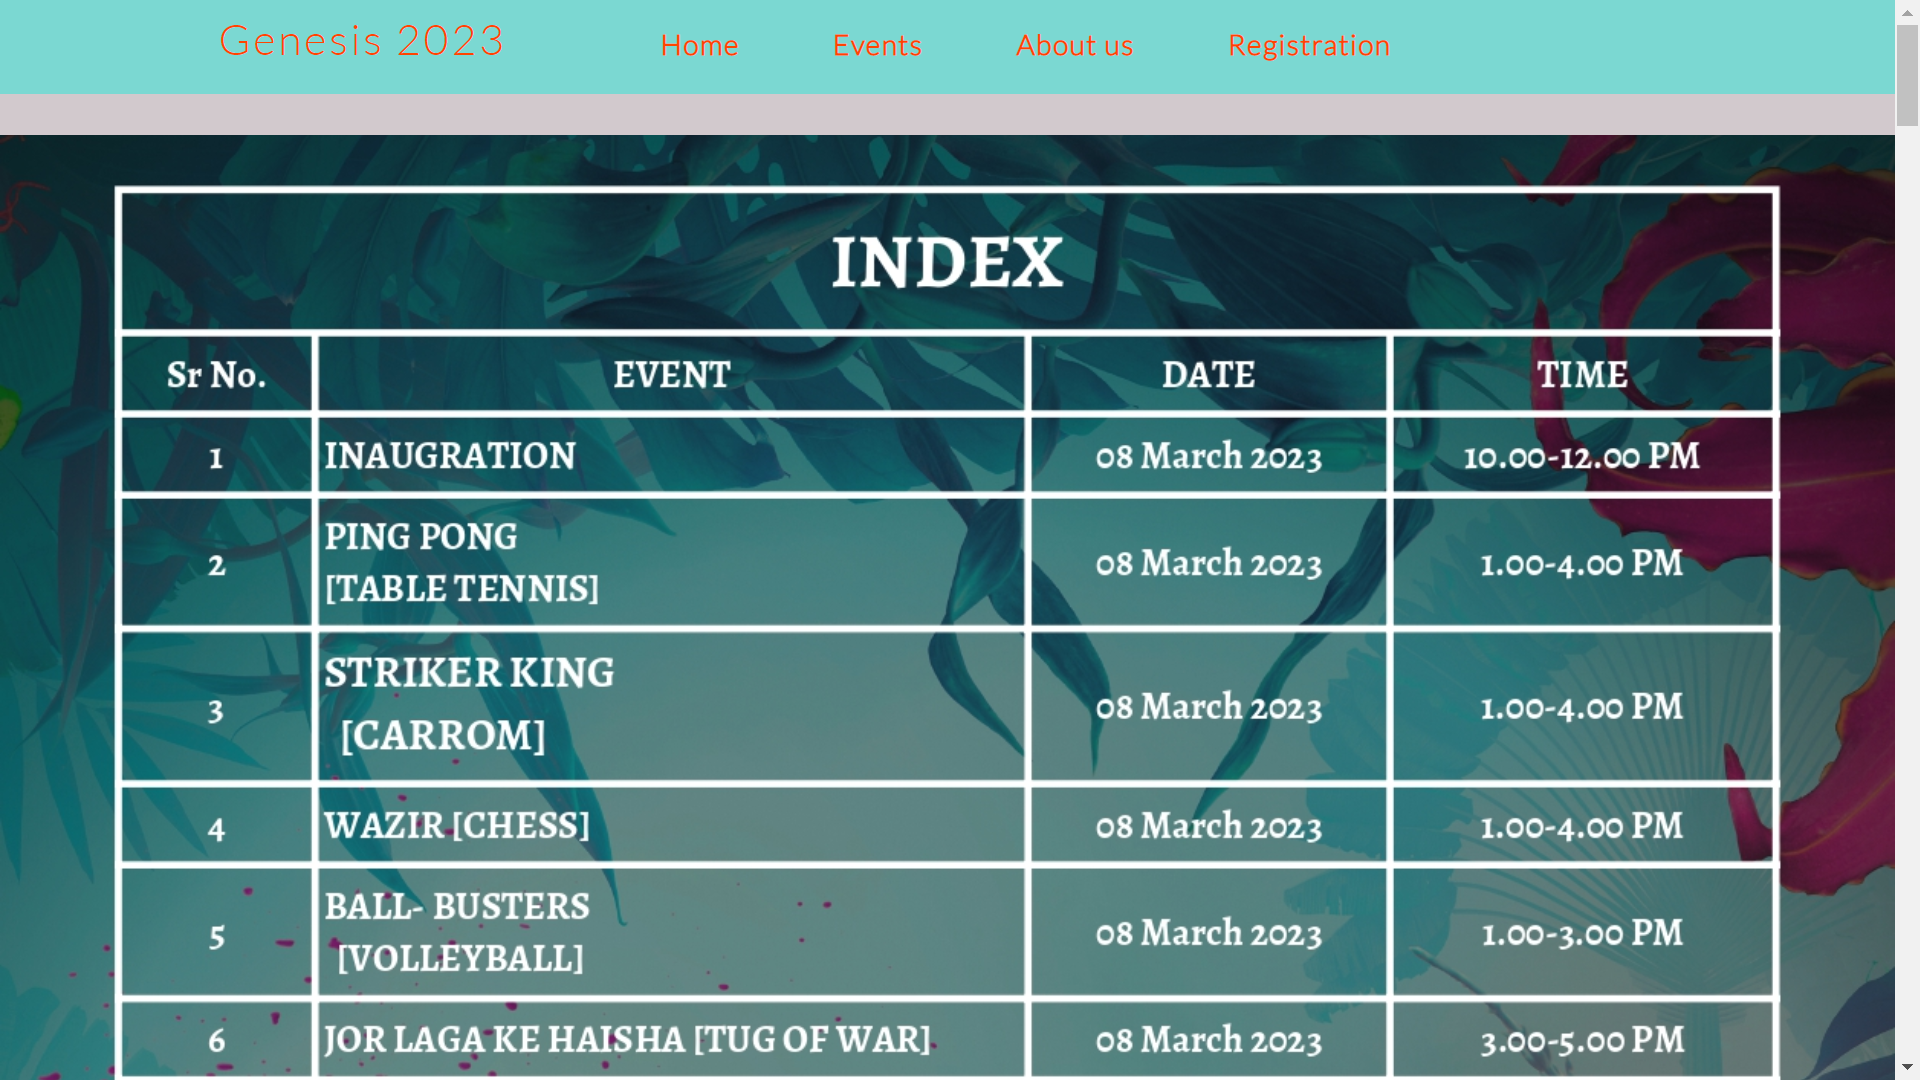 Genesis 2023 Home Events About us Registration
INDEX
Sr No. EVENT DATE TIME
1 INAUGRATION 08 March 2023 10.00-12.00 PM
PING PONG
2 08 March 2023 1.00-4.00 PM
[TABLE TENNIS]
STRIKER KING
3 08 March 2023 1.00-4.00 PM
[CARROM]
4 WAZIR [CHESS] 08 March 2023 1.00-4.00 PM
BALL- BUSTERS
5 08 March 2023 1.00-3.00 PM
[VOLLEYBALL]
6 JOR LAGA KE HAISHA [TUG OF WAR] 08 March 2023 3.00-5.00 PM